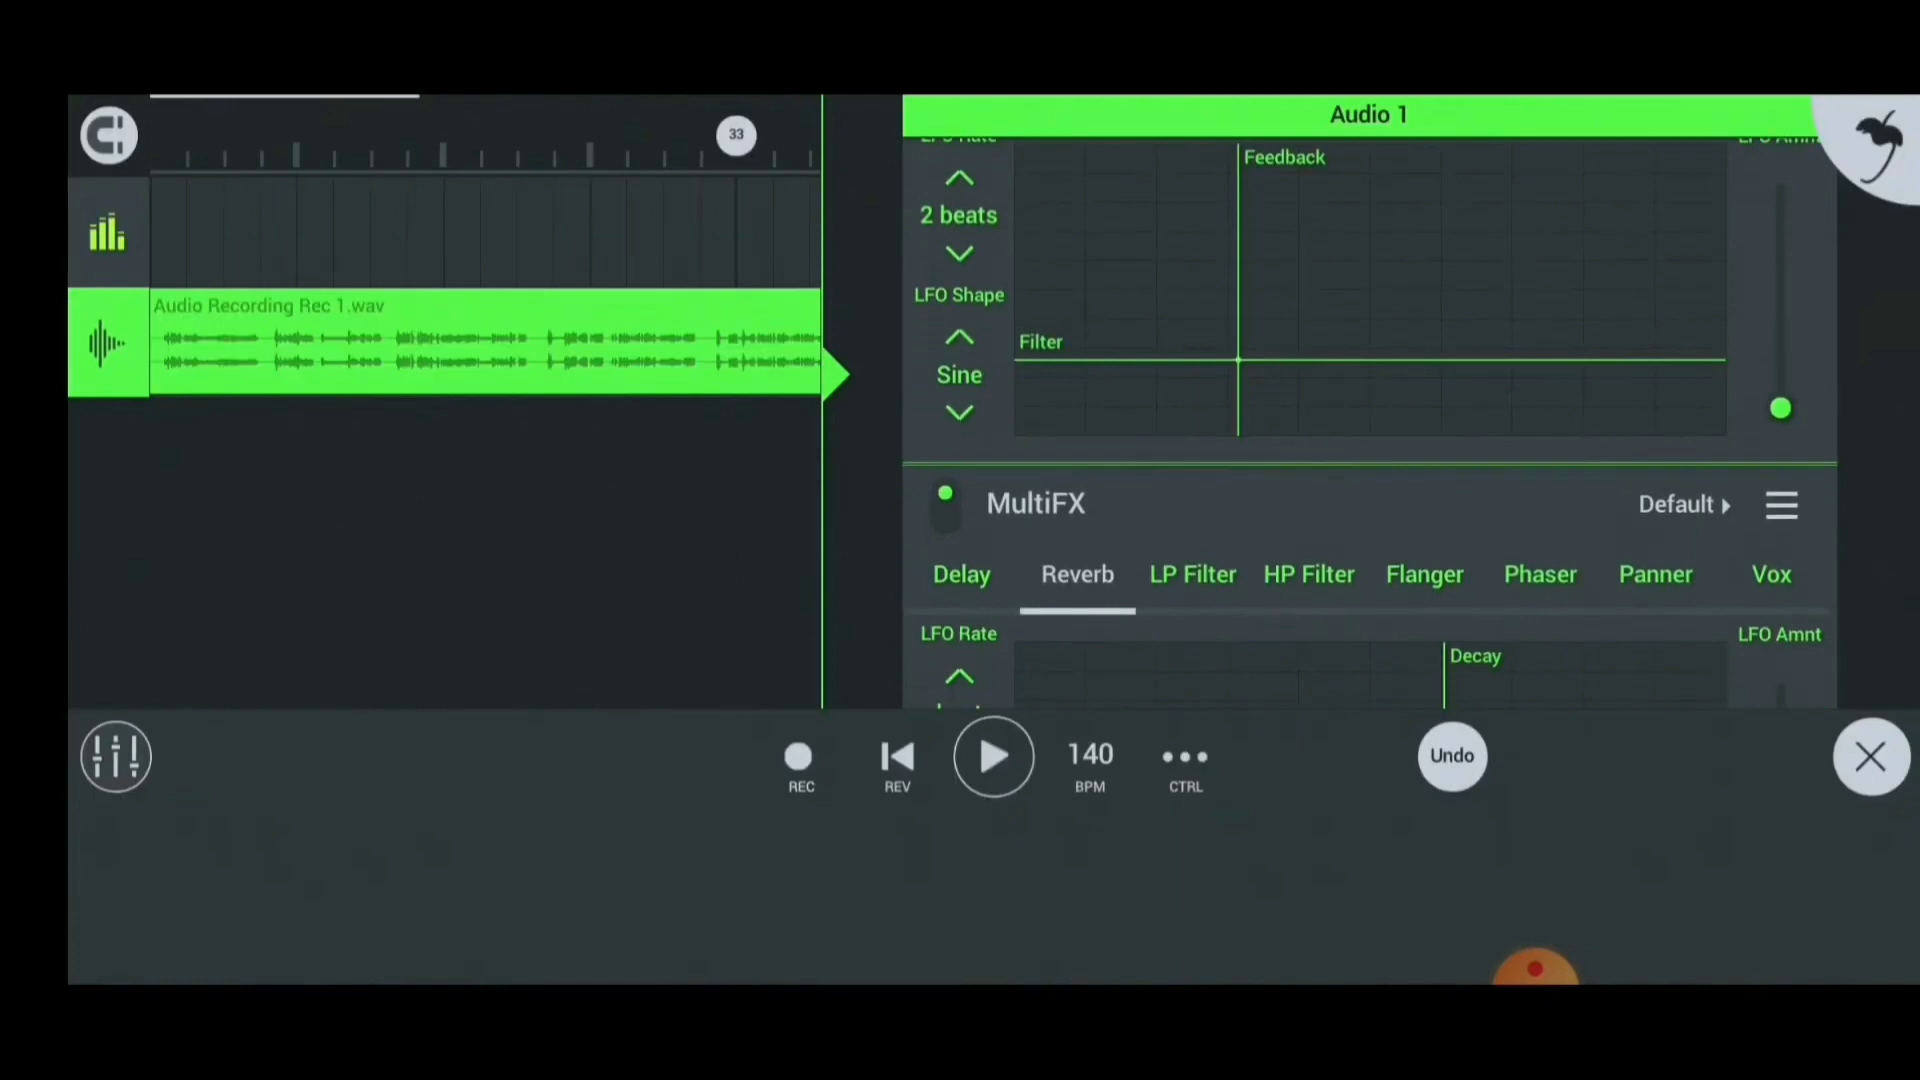 33
Audio Recording Rec 1.wav
Audio 1
Feedback
2 beats
LFO Shape
Filter
Sine
MultiFX
Default
Delay Reverb LP Filter HP Filter Flanger Phaser Panner Vox
LFO Rate
LFO Amnt
Decay
REC
REV
140
BPM
CTRL
Undo